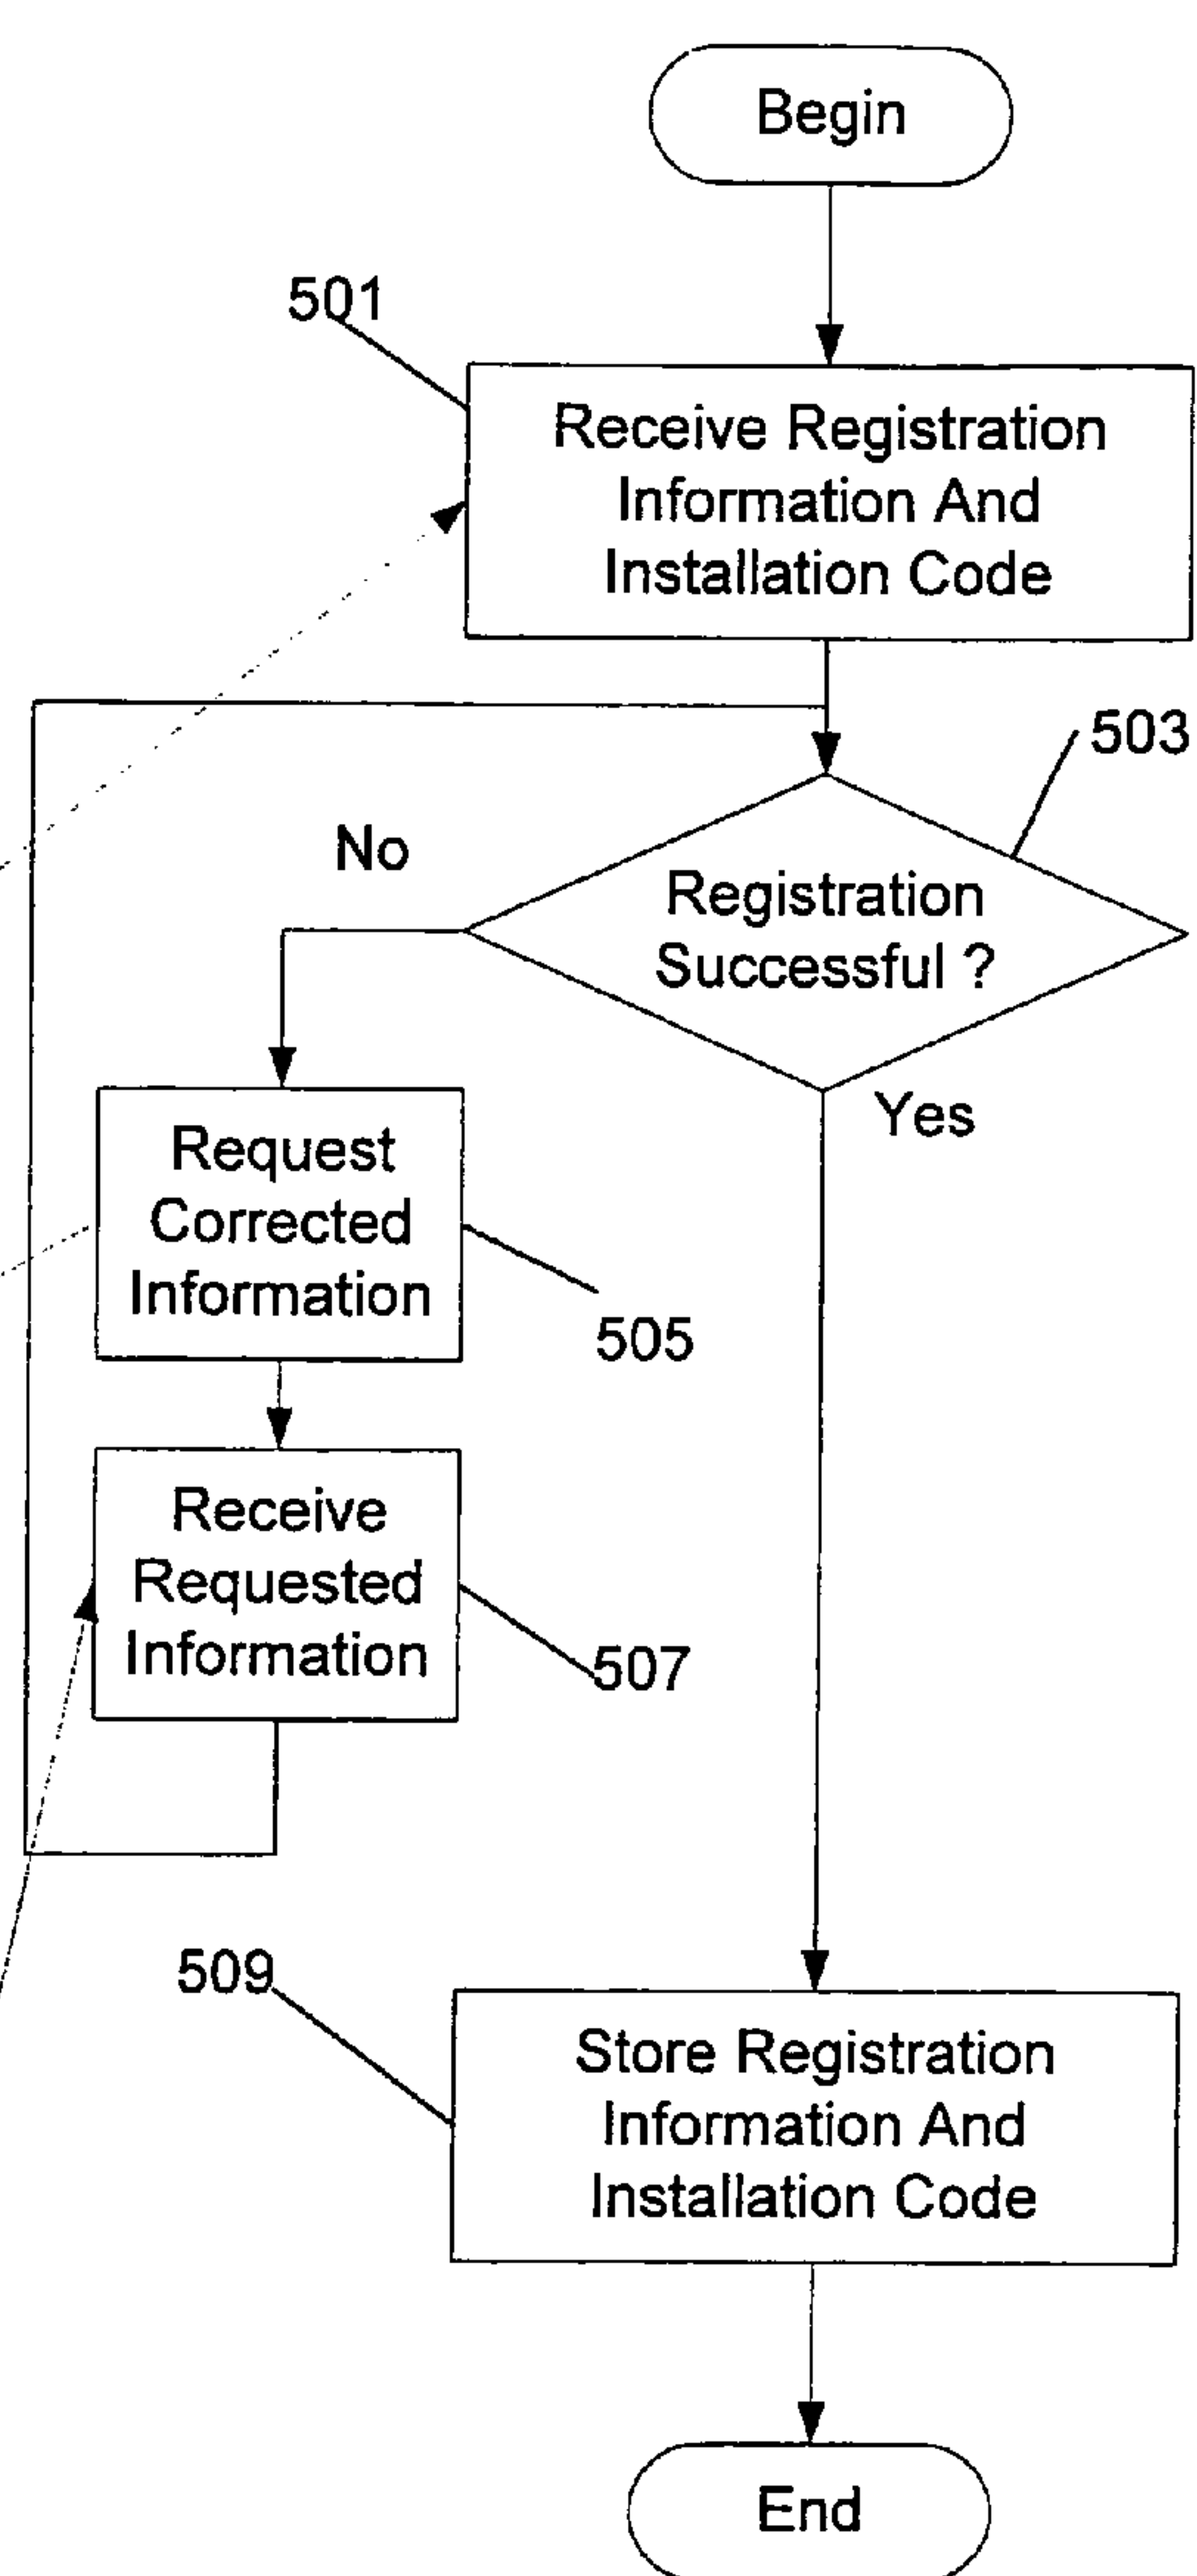 Begin
501
Receive Registration
Information And
Installation Code
503
No
Registration
Successful ?
Yes
Request
Corrected
Information
505
Receive
Requested
Information
507
509
Store Registration
Information And
Installation Code
End